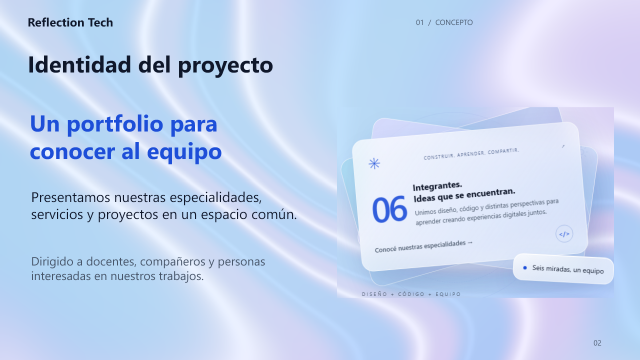 Reflection Tech
01 / CONCEPTO
Identidad del proyecto
Un portfolio para
conocer al equipo
Presentamos nuestras especialidades,
servicios y proyectos en un espacio común.
Dirigido a docentes, compañeros y personas
interesadas en nuestros trabajos.
CONSTRUIR. APRENDER. COMPARTIR.
06
Integrantes.
Ideas que se encuentran.
Unimos diseño, código y distintas perspectivas para
aprender creando experiencias digitales juntos.
Conocé nuestras especialidades →
</>
Seis miradas, un equipo
DISEÑO + CÓDIGO + EQUIPO
02